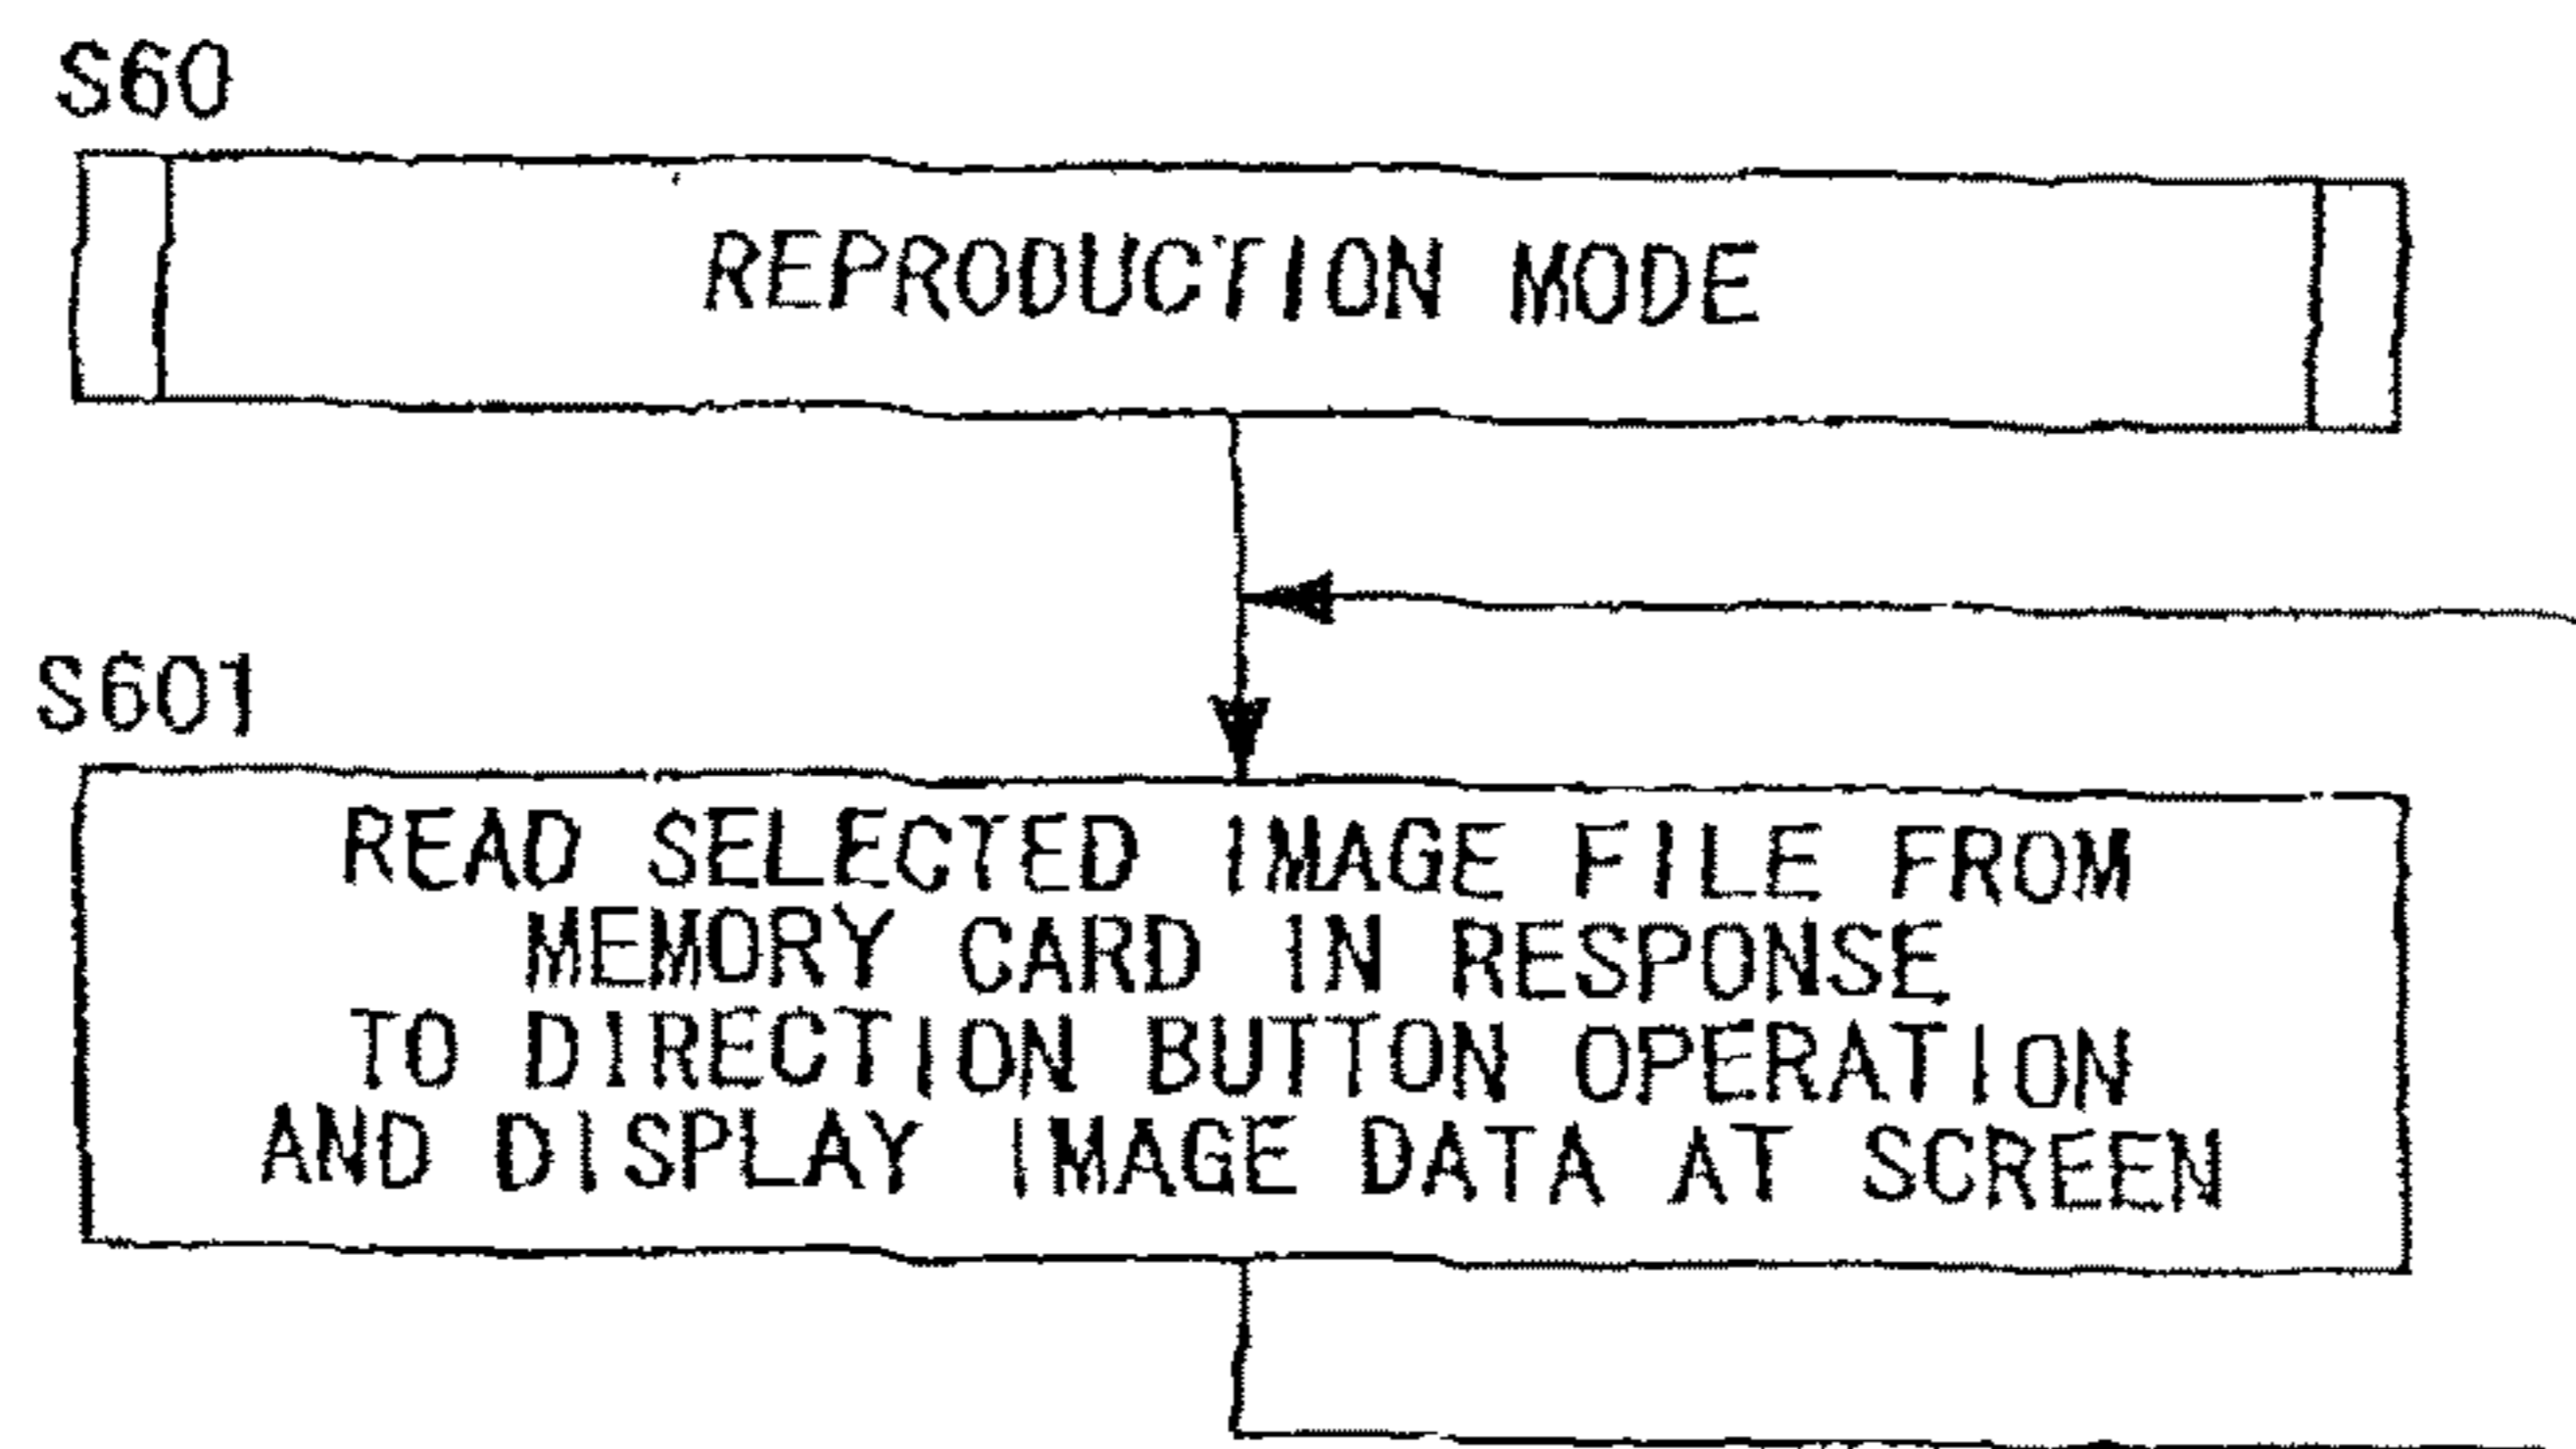 S60
REPRODUCTION MODE
S601
READ SELECTED IMAGE FILE FROM
MEMORY CARD IN RESPONSE
TO DIRECTION BUTTON OPERATION
AND DISPLAY IMAGE DATA AT SCREEN